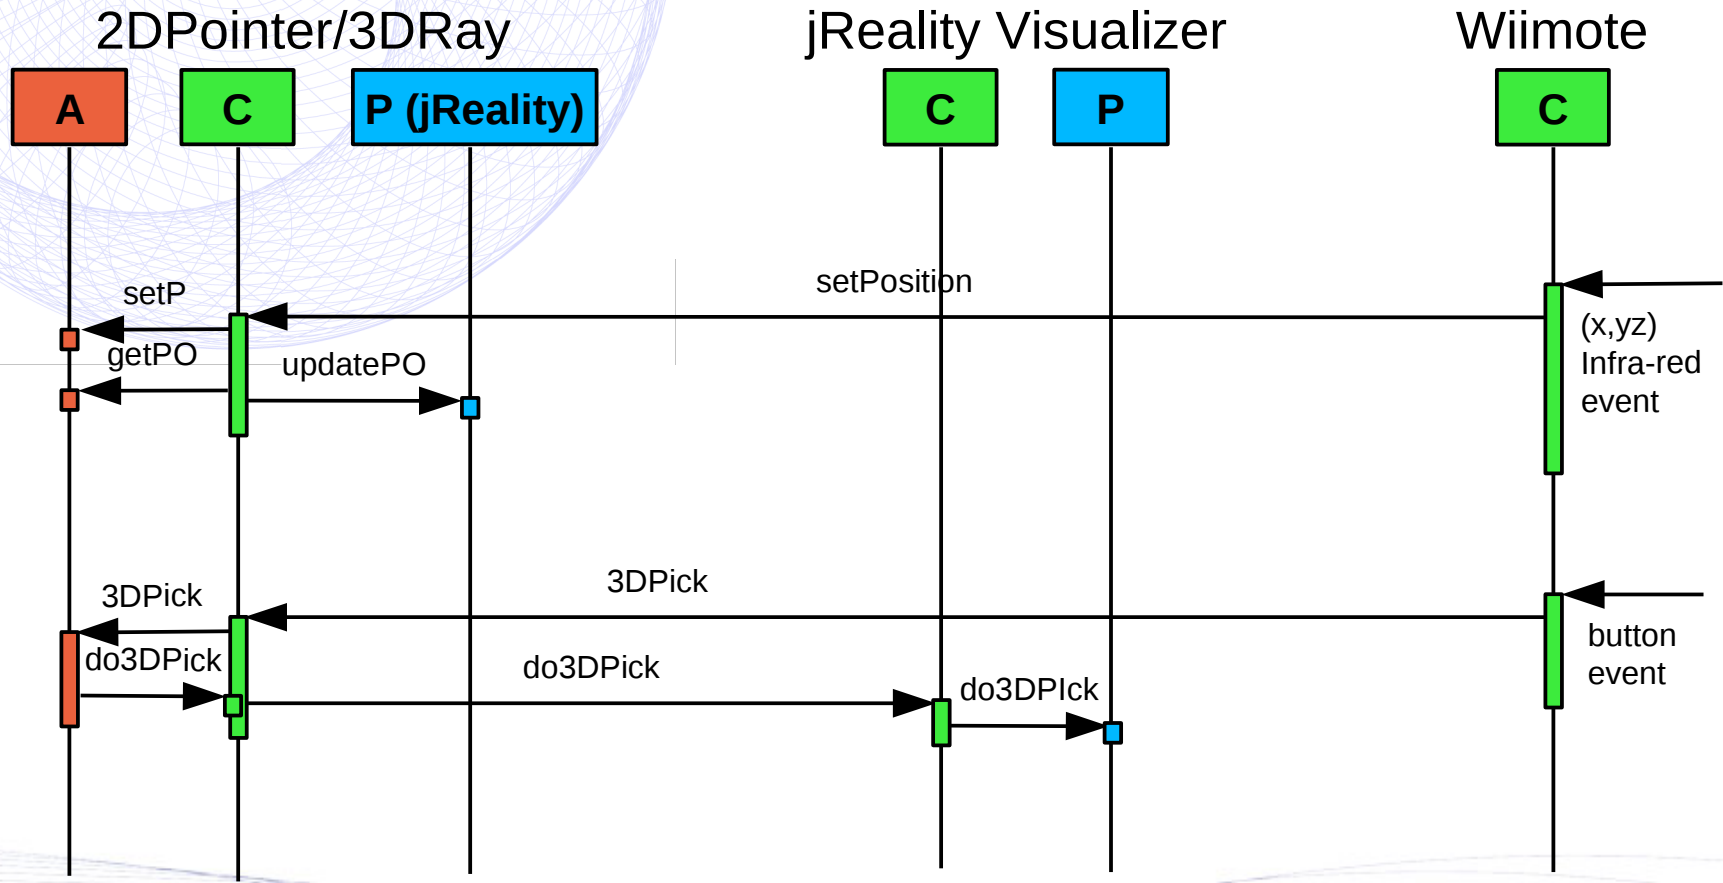 2DPointer/3DRay
jReality Visualizer
Wiimote
A
C
P (jReality)
C
P
C
setPosition
setP
(x,yz)
Infra-red
event
getPO
updatePO
3DPick
3DPick
button
event
do3DPick
do3DPick
do3DPIck